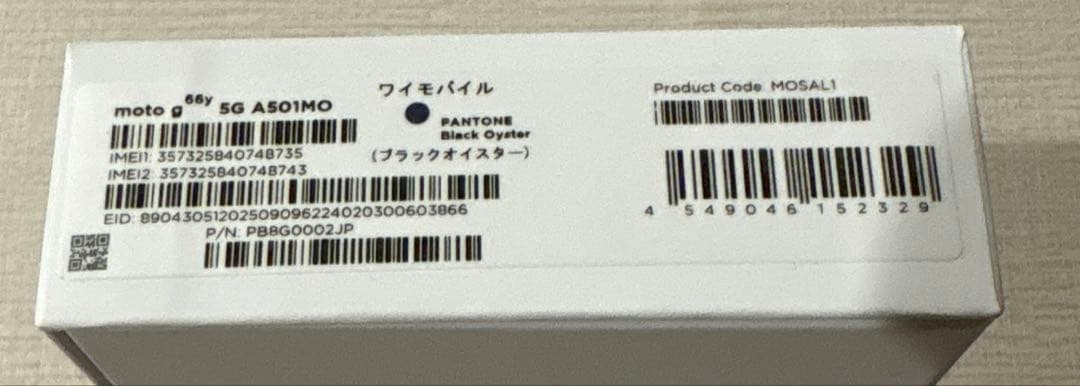 moto g⁶⁶ʸ 5G A501MO
IMEI1: 357325840748735
IMEI2: 357325840748743
EID: 89043051202509096224020300603866
P/N: PB8G0002JP
ワイモバイル
PANTONE
Black Oyster
(ブラックオイスター)
Product Code MOSAL1
4 549046 152329